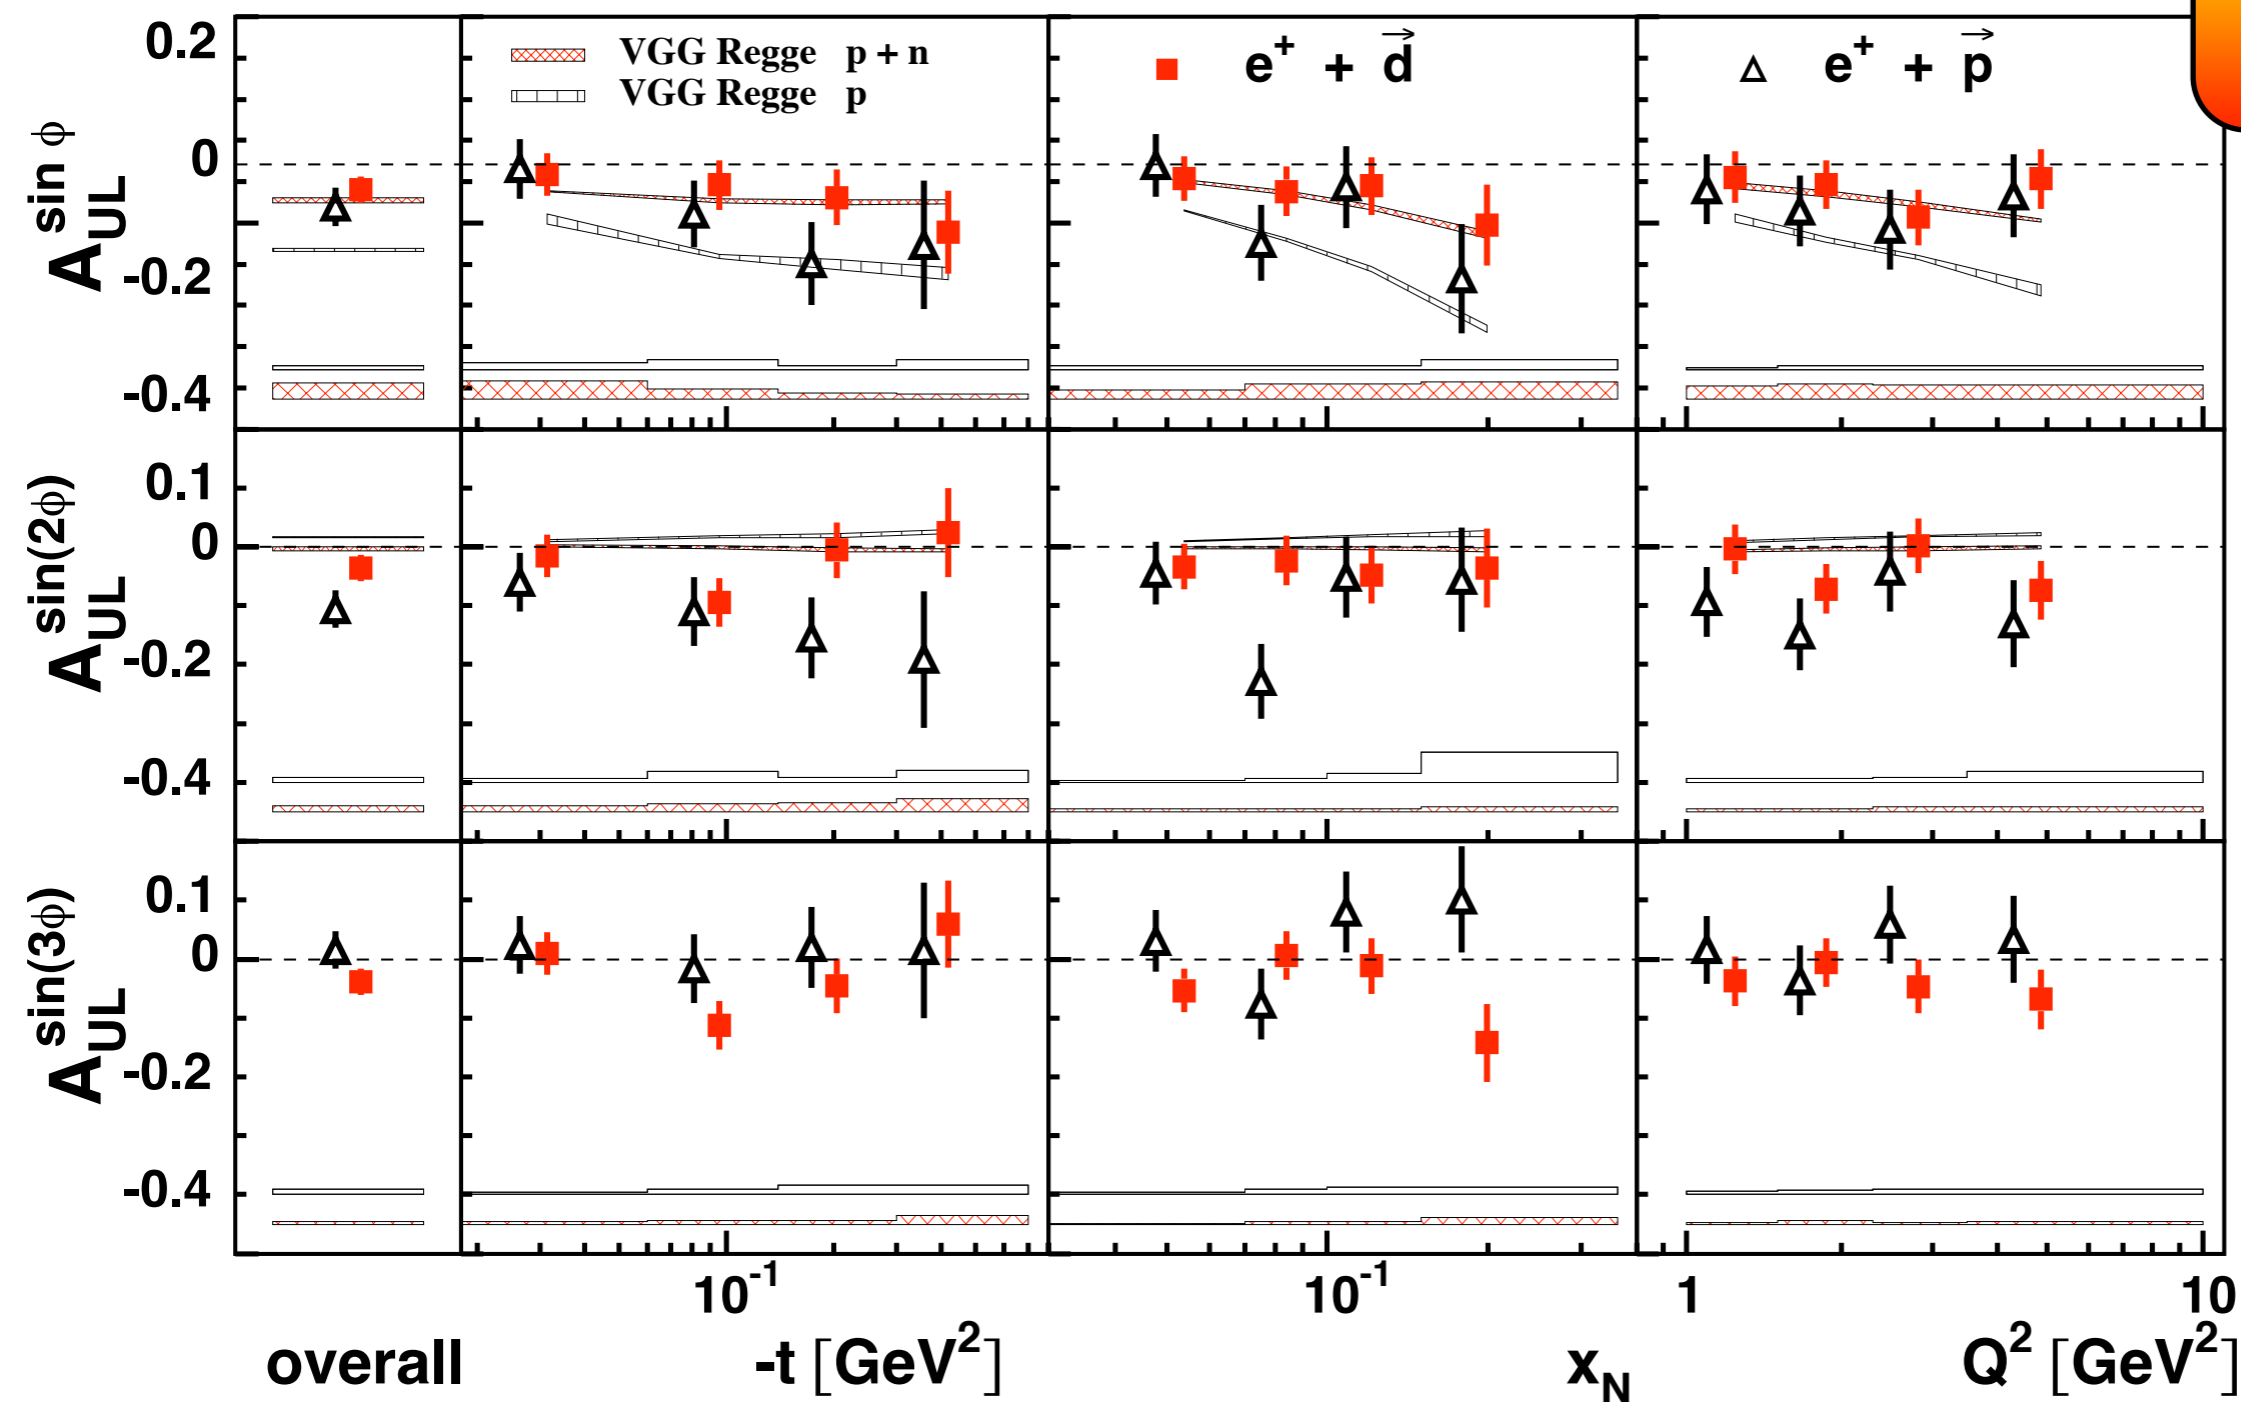 VGG Regge p + n
VGG Regge p
e+ + d
e+ + p
A_UL^sin ϕ
0.2
0
-0.2
-0.4
A_UL^sin(2ϕ)
0.1
0
-0.2
-0.4
A_UL^sin(3ϕ)
0.1
0
-0.2
-0.4
10^-1
10^-1
1
10
overall
-t [GeV^2]
x_N
Q^2 [GeV^2]